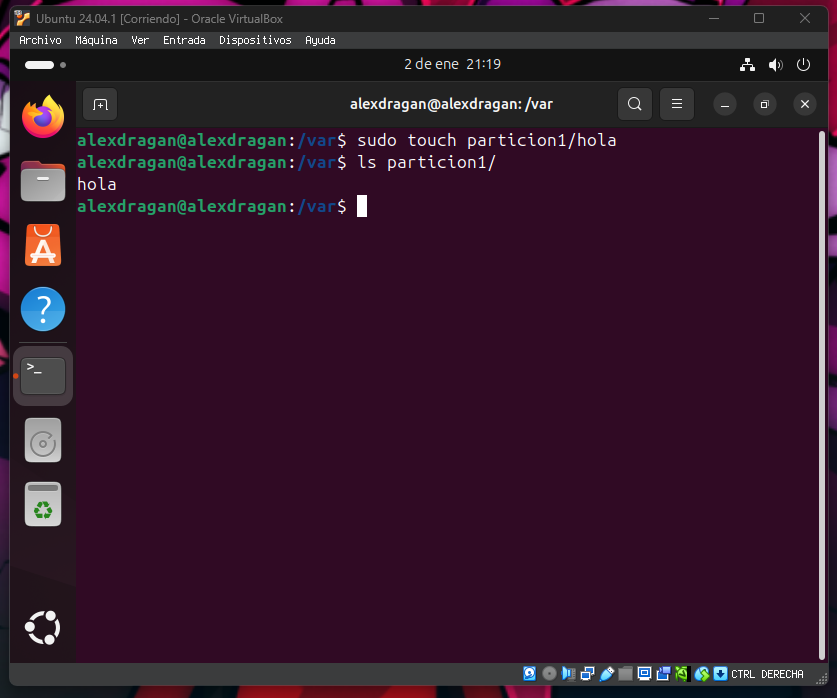 Ubuntu 24.04.1 [Corriendo] - Oracle VirtualBox
Archivo Máquina Ver Entrada Dispositivos Ayuda
2 de ene 21:19
alexdragan@alexdragan: /var
alexdragan@alexdragan:/var$ sudo touch particion1/hola
alexdragan@alexdragan:/var$ ls particion1/
hola
alexdragan@alexdragan:/var$
CTRL DERECHA